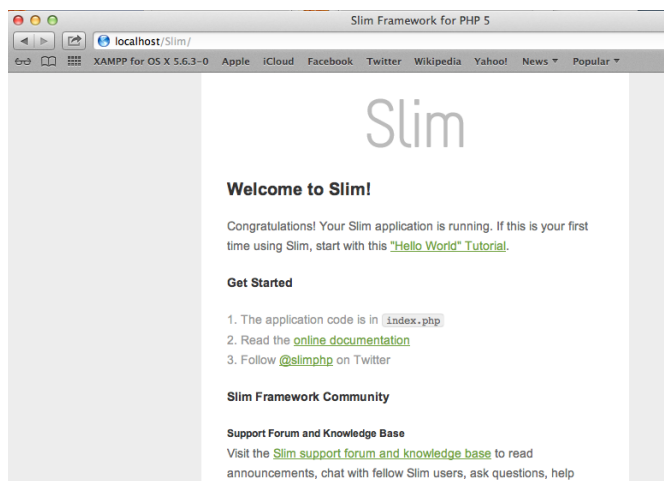 Slim Framework for PHP 5
localhost/Slim/
XAMPP for OS X 5.6.3-0 Apple iCloud Facebook Twitter Wikipedia Yahoo! News Popular
Slim
Welcome to Slim!
Congratulations! Your Slim application is running. If this is your first
time using Slim, start with this "Hello World" Tutorial.
Get Started
1. The application code is in index.php
2. Read the online documentation
3. Follow @slimphp on Twitter
Slim Framework Community
Support Forum and Knowledge Base
Visit the Slim support forum and knowledge base to read
announcements, chat with fellow Slim users, ask questions, help